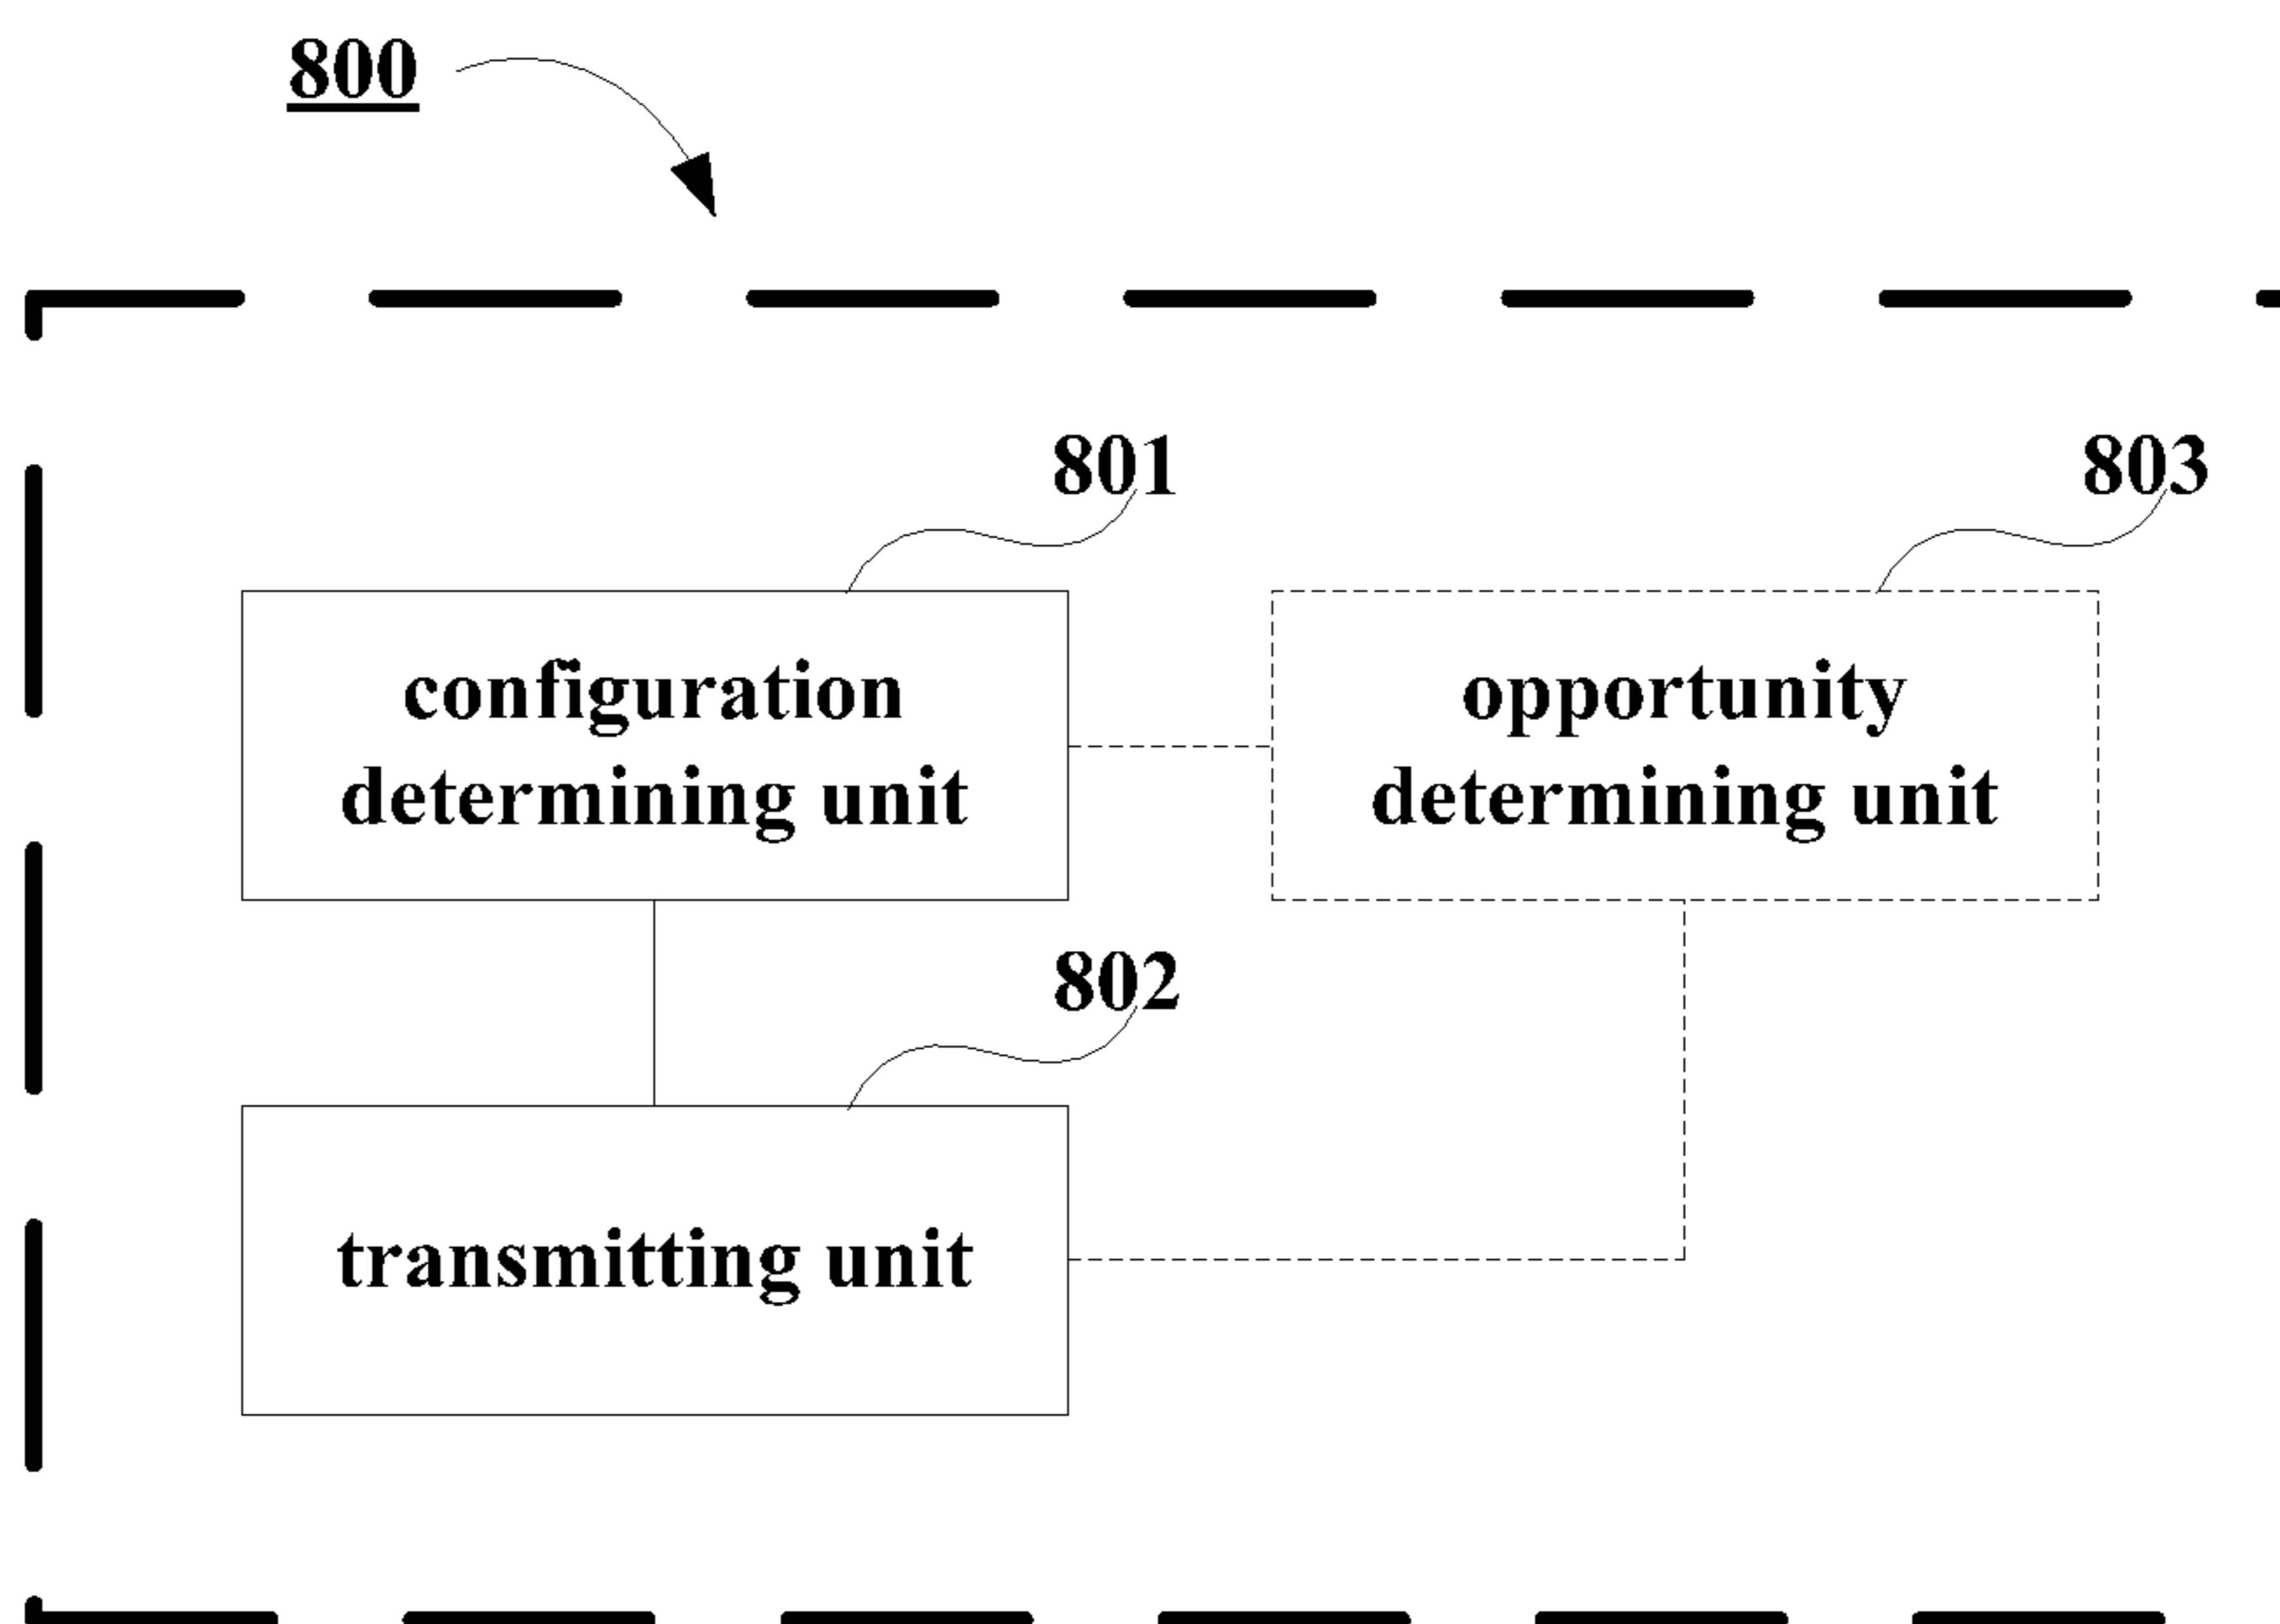 800
801
803
configuration
determining unit
opportunity
determining unit
802
transmitting unit